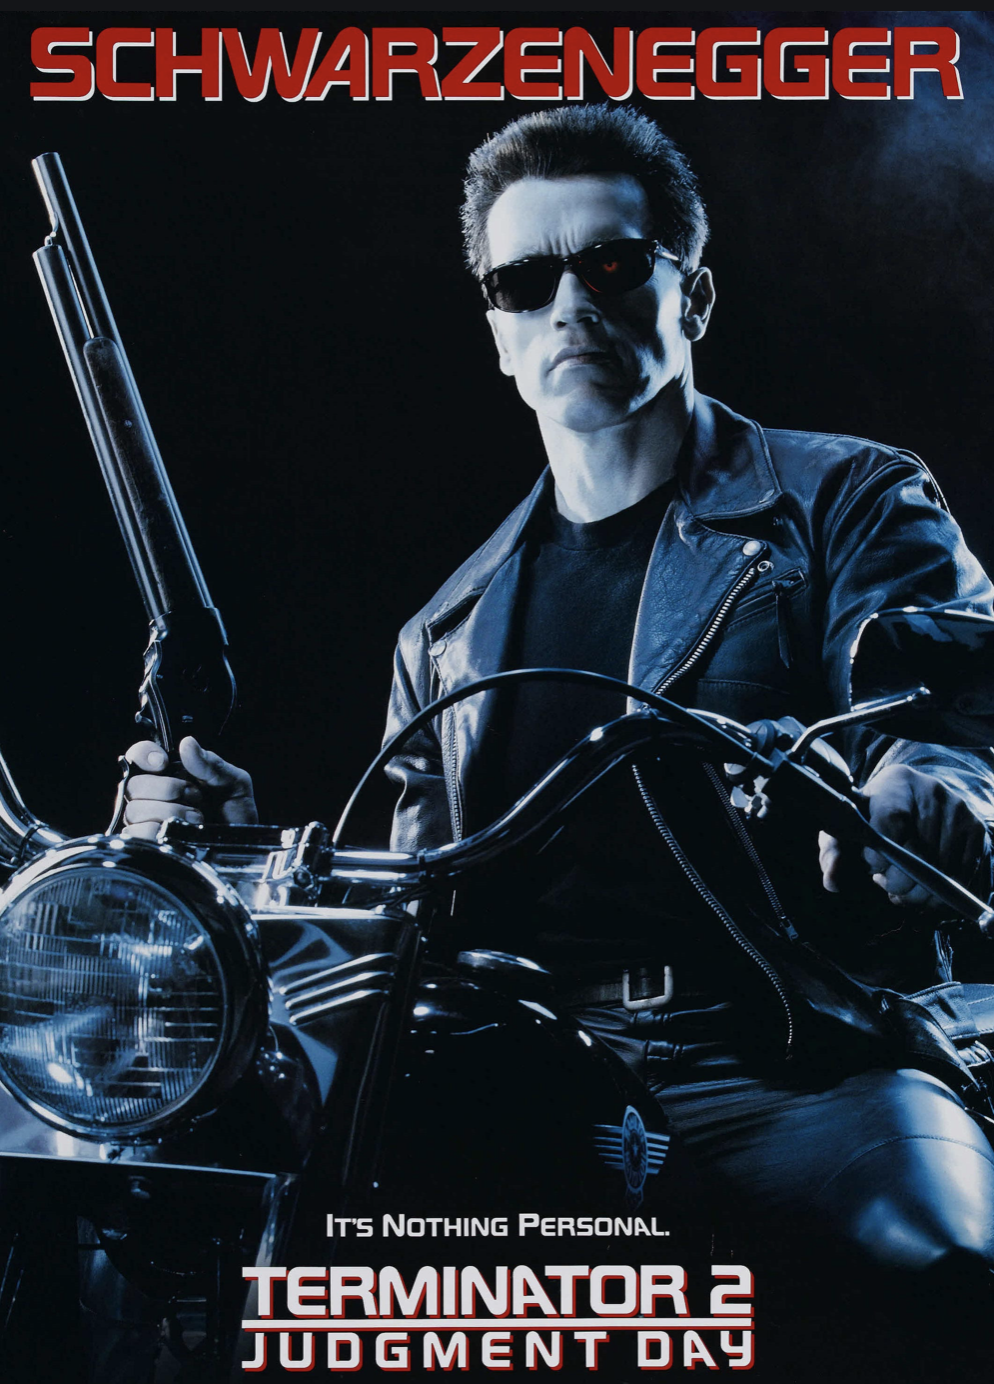 SCHWARZENEGGER
IT'S NOTHING PERSONAL.
TERMINATOR 2
JUDGMENT DAY